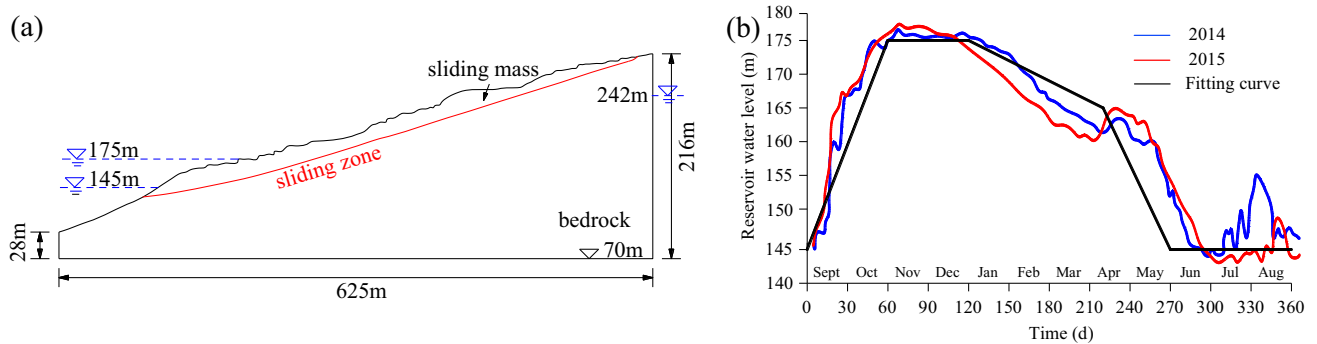 (a)
sliding mass
242m
175m
145m
sliding zone
216m
28m
bedrock
70m
625m
(b)
2014
2015
Fitting curve
Reservoir water level (m)
180
175
170
165
160
155
150
145
140
Sept Oct Nov Dec Jan Feb Mar Apr May Jun Jul Aug
0 30 60 90 120 150 180 210 240 270 300 330 360
Time (d)